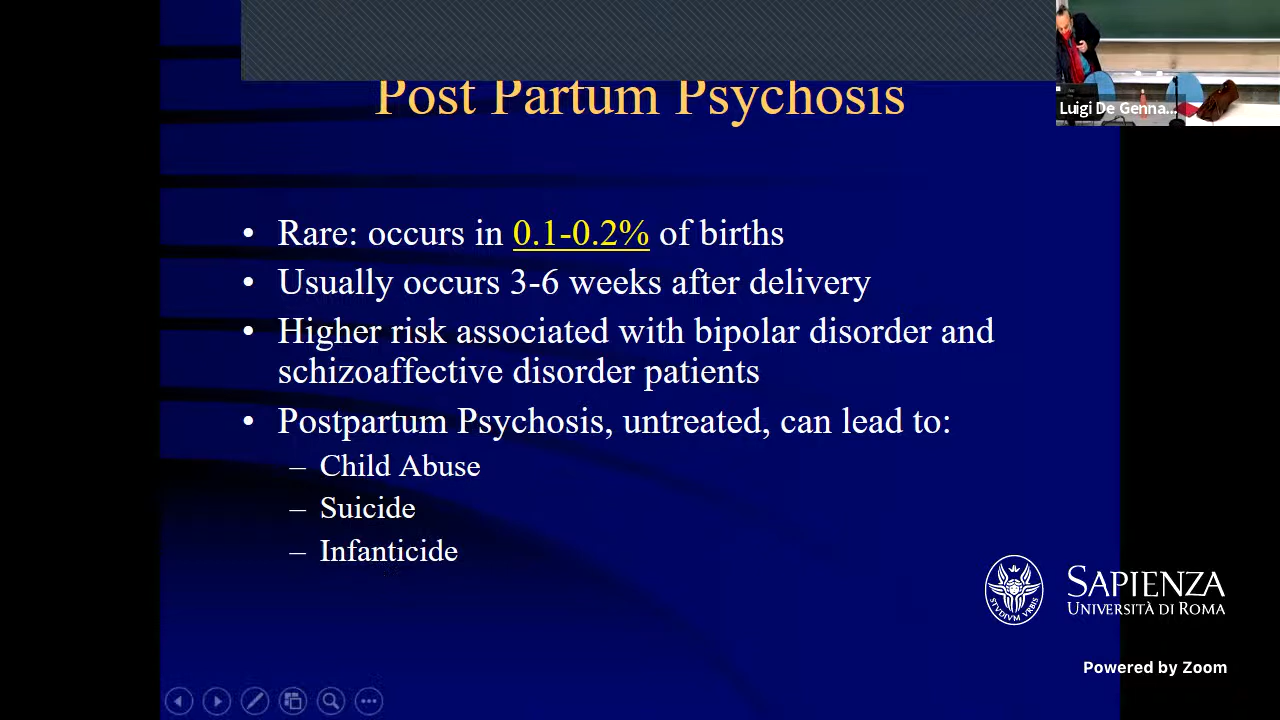 Post Partum Psychosis
Luigi De Genna...
• Rare: occurs in 0.1-0.2% of births
• Usually occurs 3-6 weeks after delivery
• Higher risk associated with bipolar disorder and
schizoaffective disorder patients
• Postpartum Psychosis, untreated, can lead to:
– Child Abuse
– Suicide
– Infanticide
STVDIVM VRBIS
SAPIENZA
UNIVERSITÀ DI ROMA
Powered by Zoom